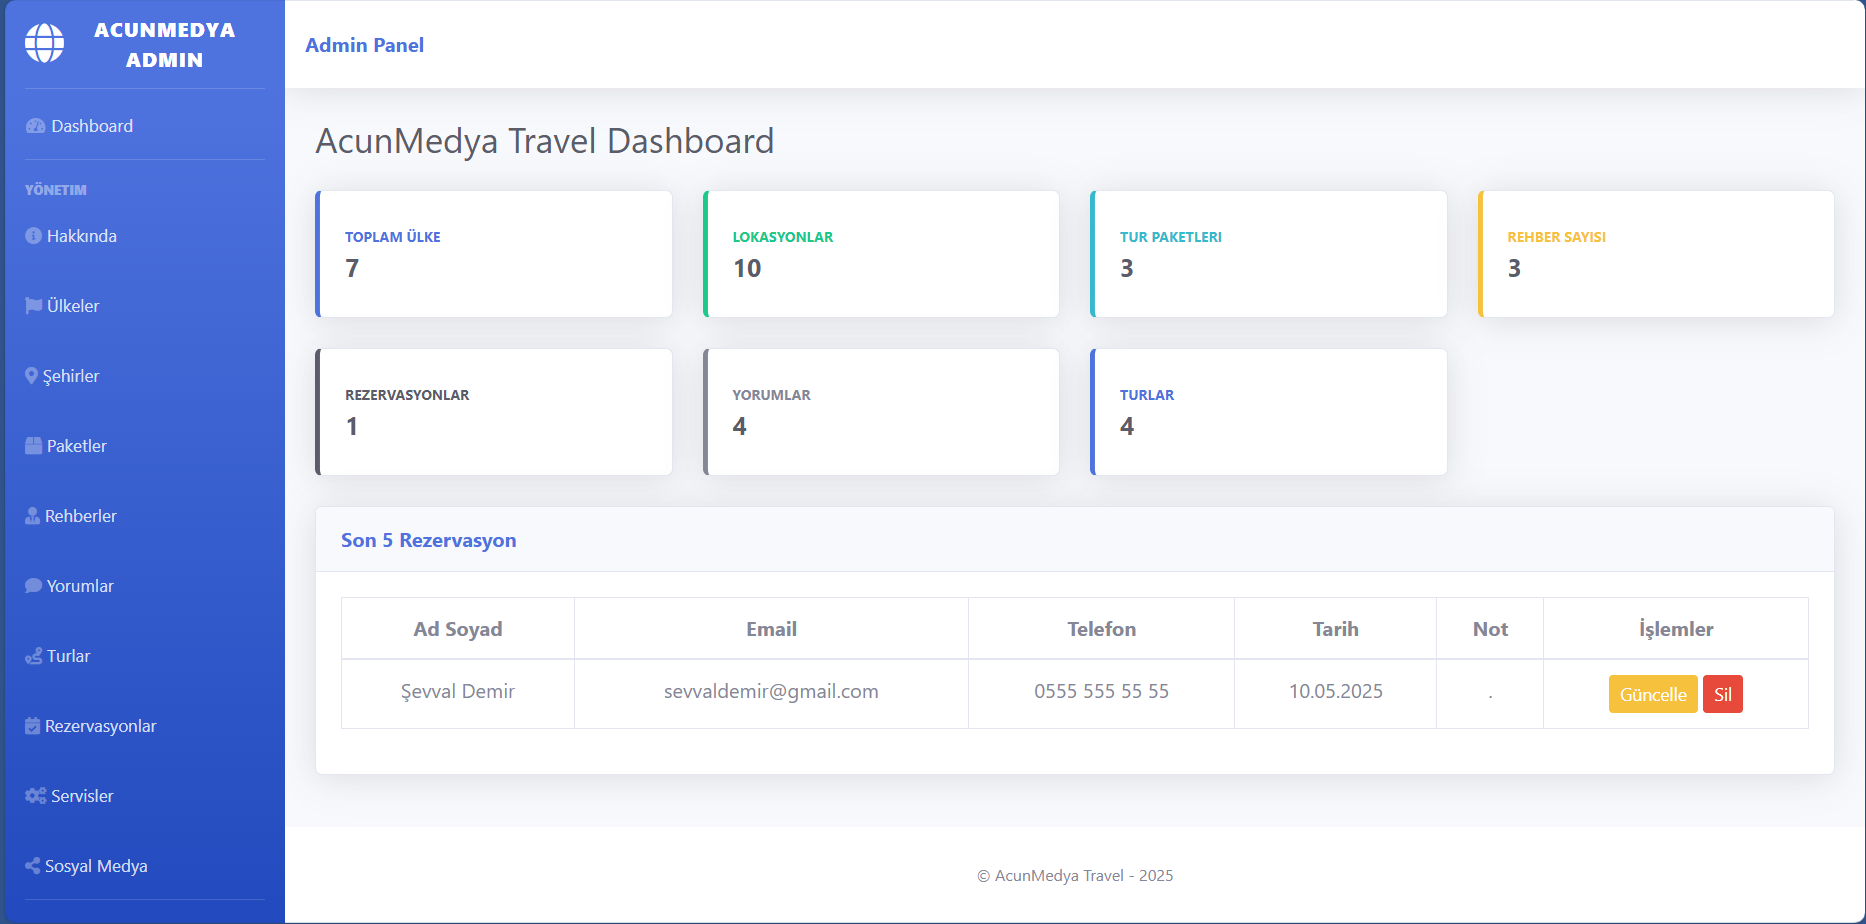 ACUNMEDYA
ADMIN
Dashboard
YÖNETIM
Hakkında
Ülkeler
Şehirler
Paketler
Rehberler
Yorumlar
Turlar
Rezervasyonlar
Servisler
Sosyal Medya
Admin Panel
AcunMedya Travel Dashboard
TOPLAM ÜLKE
7
LOKASYONLAR
10
TUR PAKETLERI
3
REHBER SAYISI
3
REZERVASYONLAR
1
YORUMLAR
4
TURLAR
4
Son 5 Rezervasyon
Ad Soyad Email Telefon Tarih Not İşlemler
Şevval Demir sevvaldemir@gmail.com 0555 555 55 55 10.05.2025 . Güncelle Sil
© AcunMedya Travel - 2025